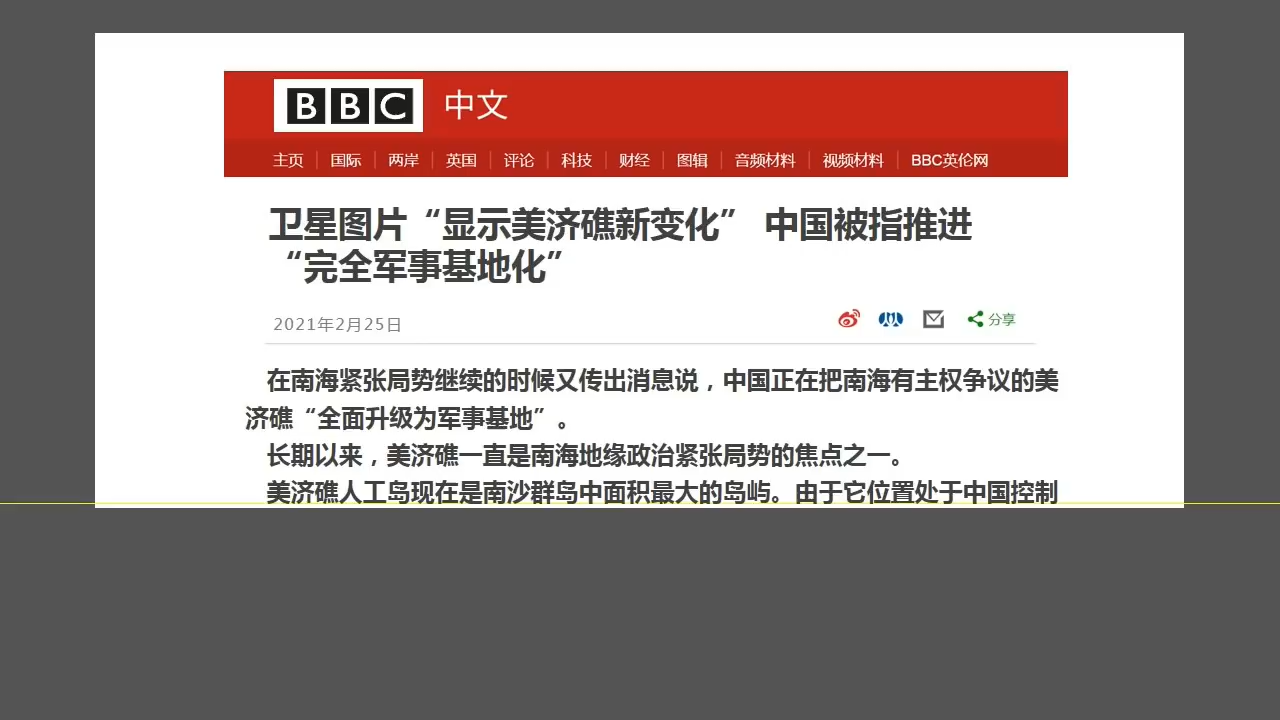 BBC 中文
主页 国际 两岸 英国 评论 科技 财经 图辑 音频材料 视频材料 BBC英伦网
卫星图片“显示美济礁新变化” 中国被指推进
“完全军事基地化”
2021年2月25日 分享
在南海紧张局势继续的时候又传出消息说，中国正在把南海有主权争议的美
济礁“全面升级为军事基地”。
长期以来，美济礁一直是南海地缘政治紧张局势的焦点之一。
美济礁人工岛现在是南沙群岛中面积最大的岛屿。由于它位置处于中国控制